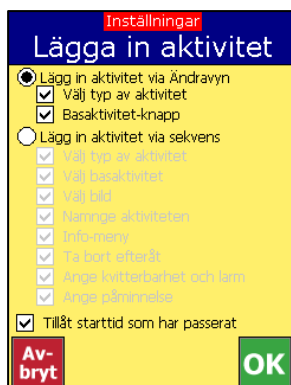 Inställningar
Lägga in aktivitet
Lägg in aktivitet via Ändravyn
Välj typ av aktivitet
Basaktivitet-knapp
Lägg in aktivitet via sekvens
Välj typ av aktivitet
Välj basaktivitet
Välj bild
Namnge aktiviteten
Info-meny
Ta bort efteråt
Ange kvitterbarhet och larm
Ange påminnelse
Tillåt starttid som har passerat
Av-
bryt
OK